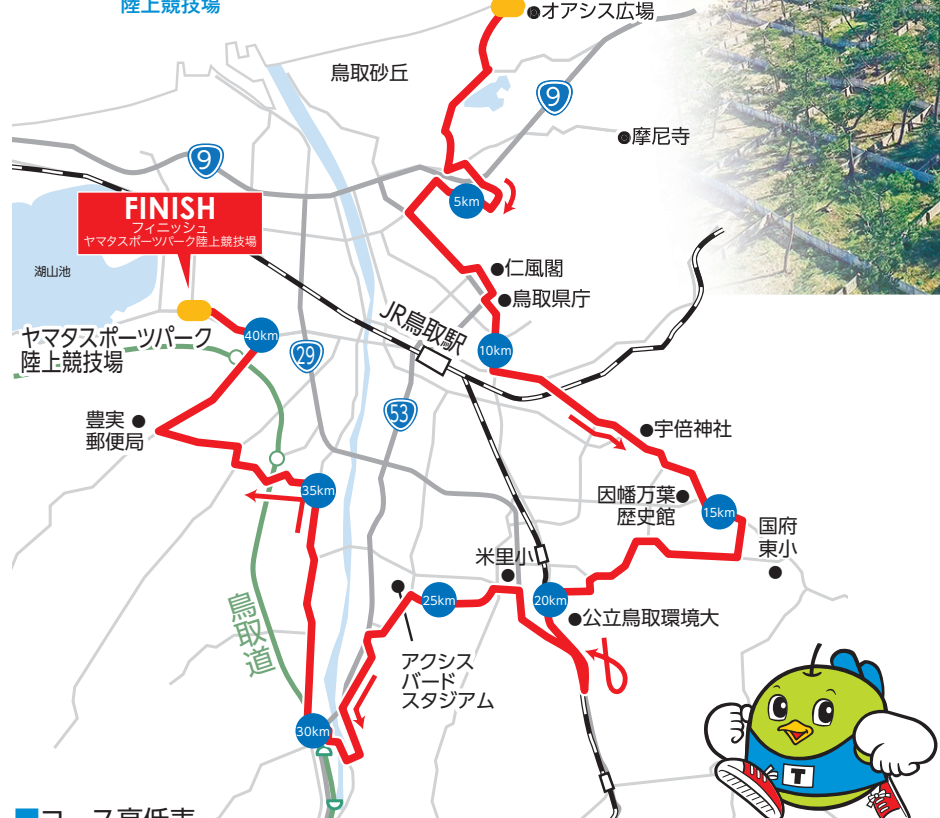 陸上競技場
オアシス広場
鳥取砂丘
9
摩尼寺
9
5km
FINISH
フィニッシュ
ヤマタスポーツパーク陸上競技場
湖山池
仁風閣
鳥取県庁
JR鳥取駅
ヤマタスポーツパーク
陸上競技場
40km
29
10km
53
豊実
郵便局
宇倍神社
35km
因幡万葉
歴史館
15km
国府
東小
米里小
鳥取道
25km
20km
公立鳥取環境大
アクシス
バード
スタジアム
30km
T
■コース高低表